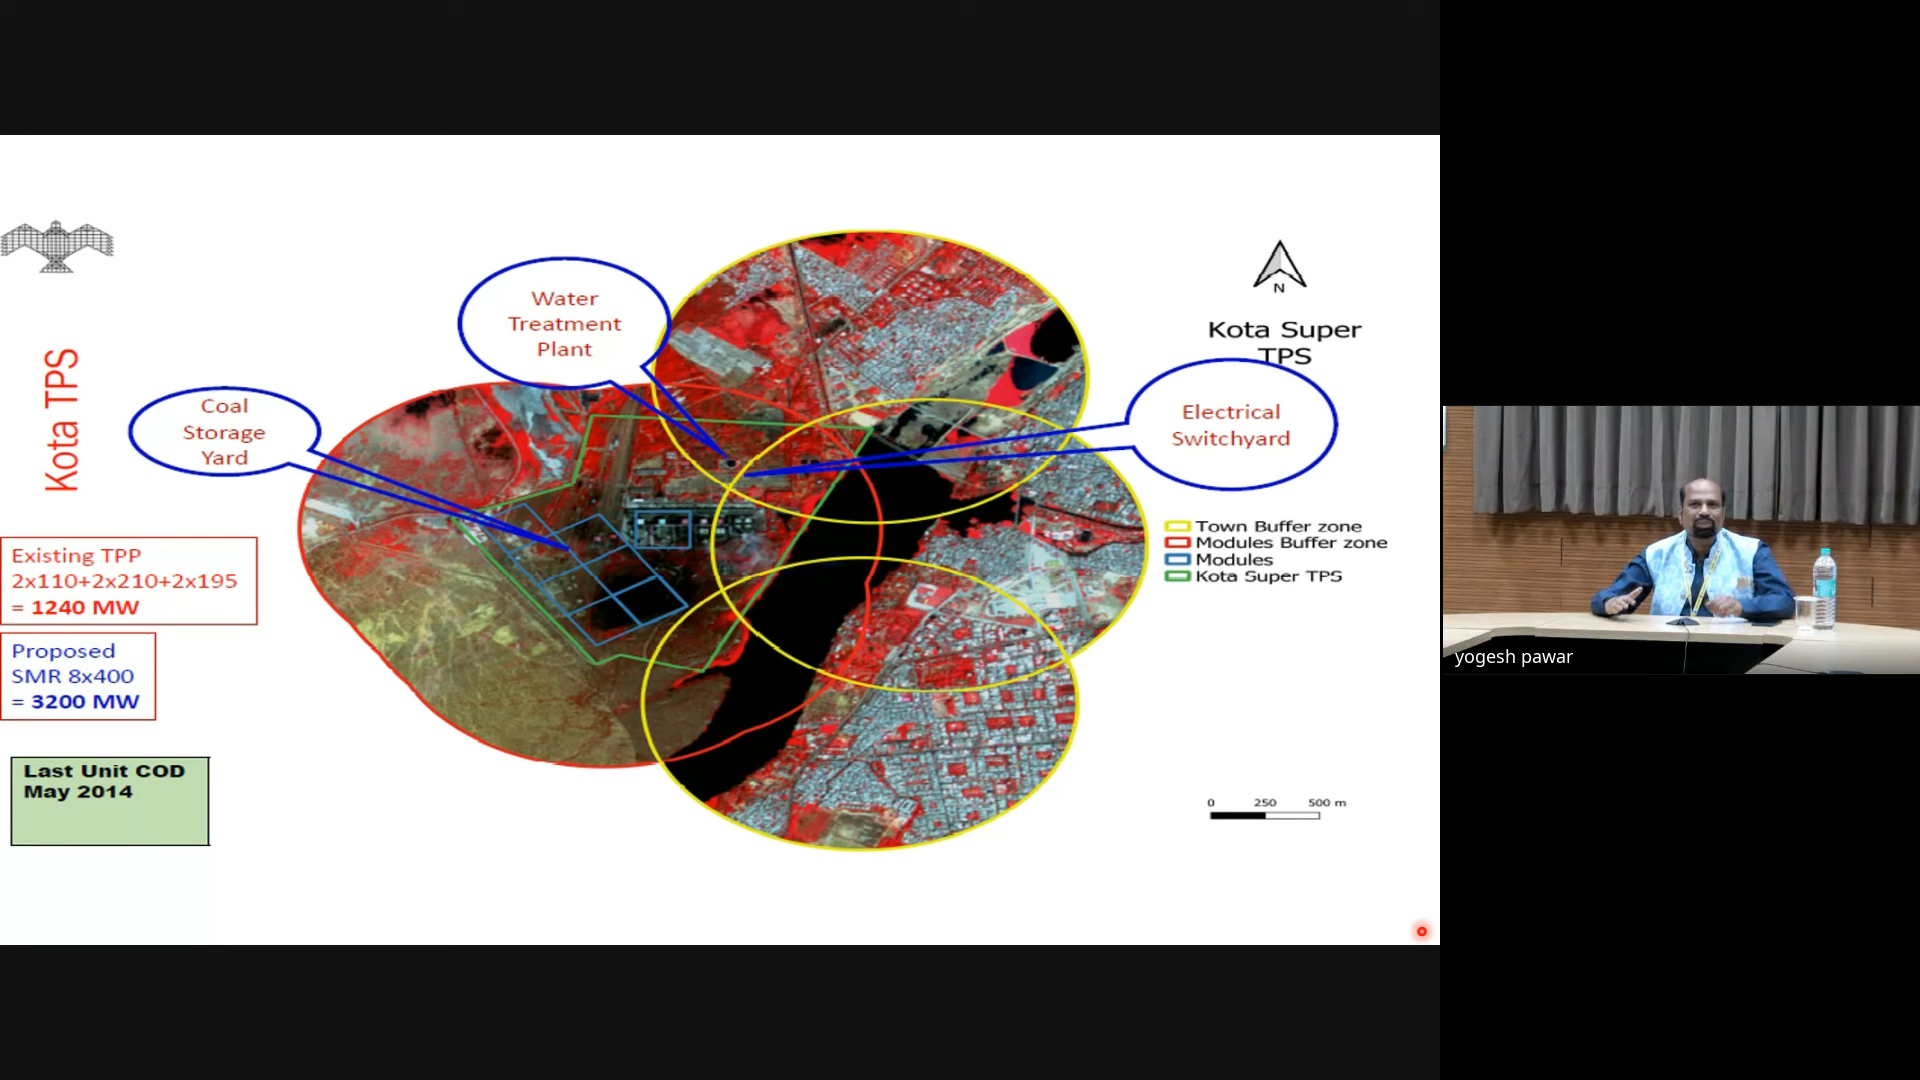 Kota TPS
Water
Treatment
Plant
Coal
Storage
Yard
N
Kota Super
TPS
Electrical
Switchyard
Town Buffer zone
Modules Buffer zone
Modules
Kota Super TPS
Existing TPP
2x110+2x210+2x195
= 1240 MW
Proposed
SMR 8x400
= 3200 MW
Last Unit COD
May 2014
0 250 500 m
yogesh pawar